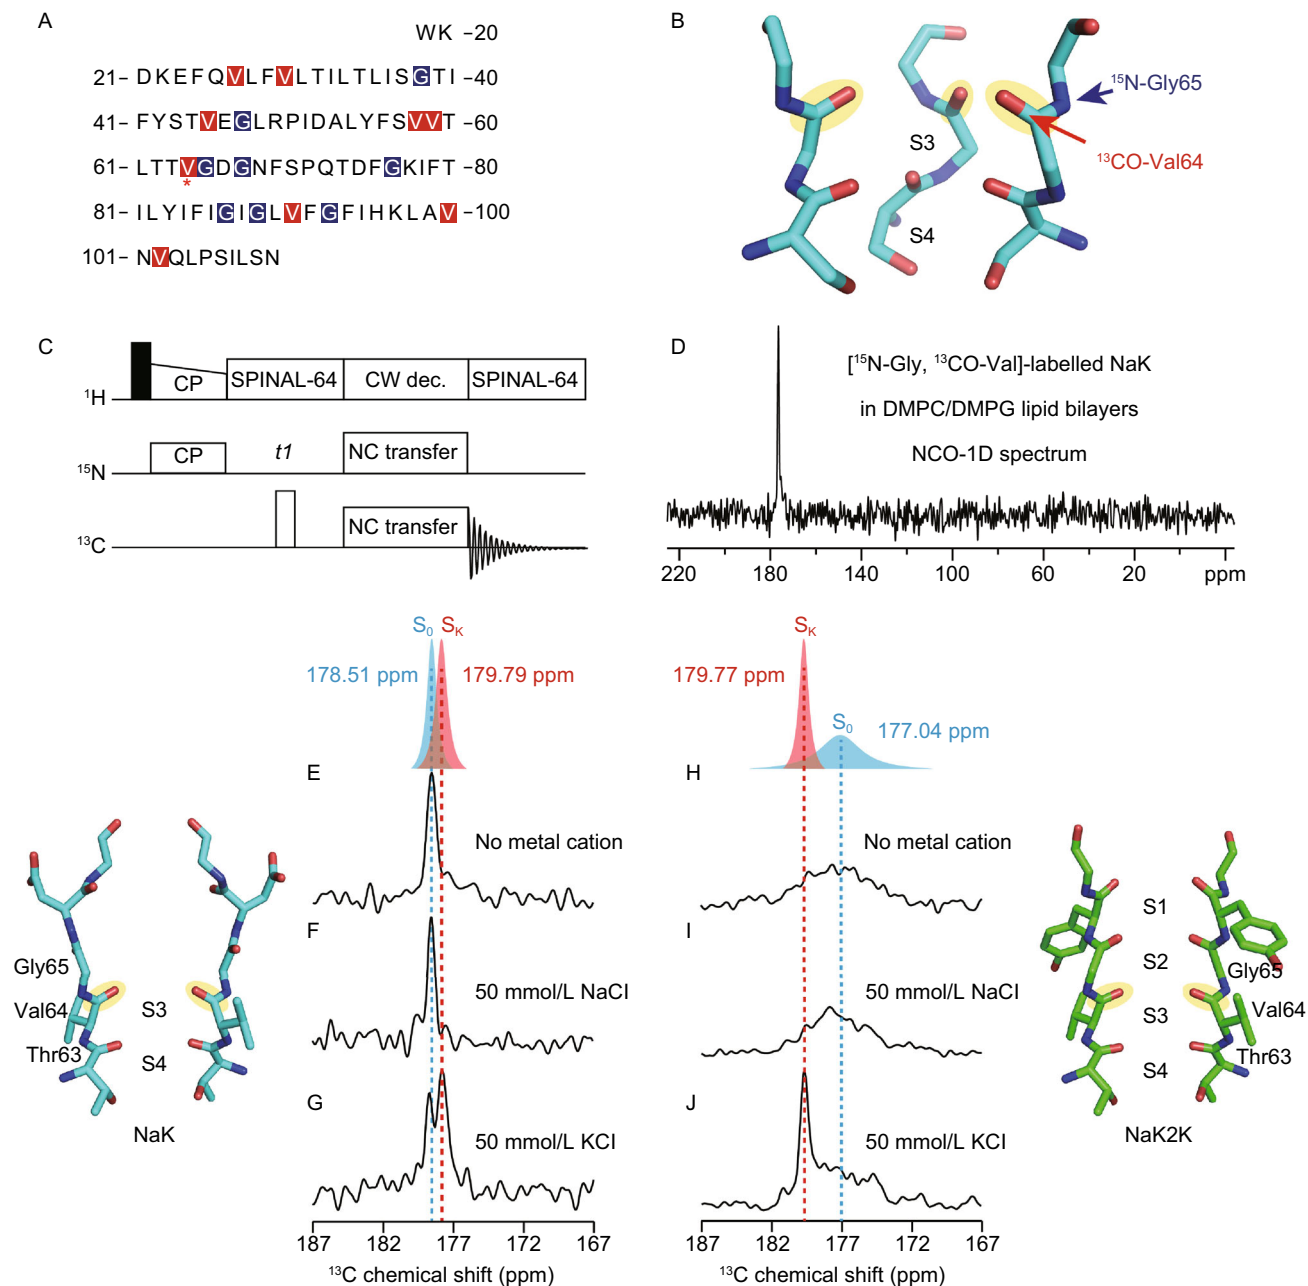 A
WK -20
21- DKEFQVLFVLTILTLISGTI -40
41- FYSTVEGLRPIDALYFSVVT -60
61- LTTVGDGNFSPQTDFGKIFT -80
*
81- ILYIFIGIGLVFGFIHKLAV -100
101- NVQLPSILSN
B
¹⁵N-Gly65
¹³CO-Val64
S3
S4
C
¹H
CP
SPINAL-64
CW dec.
SPINAL-64
¹⁵N
CP
t1
NC transfer
¹³C
NC transfer
D
[¹⁵N-Gly, ¹³CO-Val]-labelled NaK
in DMPC/DMPG lipid bilayers
NCO-1D spectrum
220 180 140 100 60 20 ppm
S₀ Sₖ
178.51 ppm 179.79 ppm
E
No metal cation
F
50 mmol/L NaCl
G
50 mmol/L KCl
187 182 177 172 167
¹³C chemical shift (ppm)
Gly65
Val64
Thr63
S3
S4
NaK
Sₖ
179.77 ppm
S₀
177.04 ppm
H
No metal cation
I
50 mmol/L NaCl
J
50 mmol/L KCl
187 182 177 172 167
¹³C chemical shift (ppm)
S1
S2
S3
S4
Gly65
Val64
Thr63
NaK2K